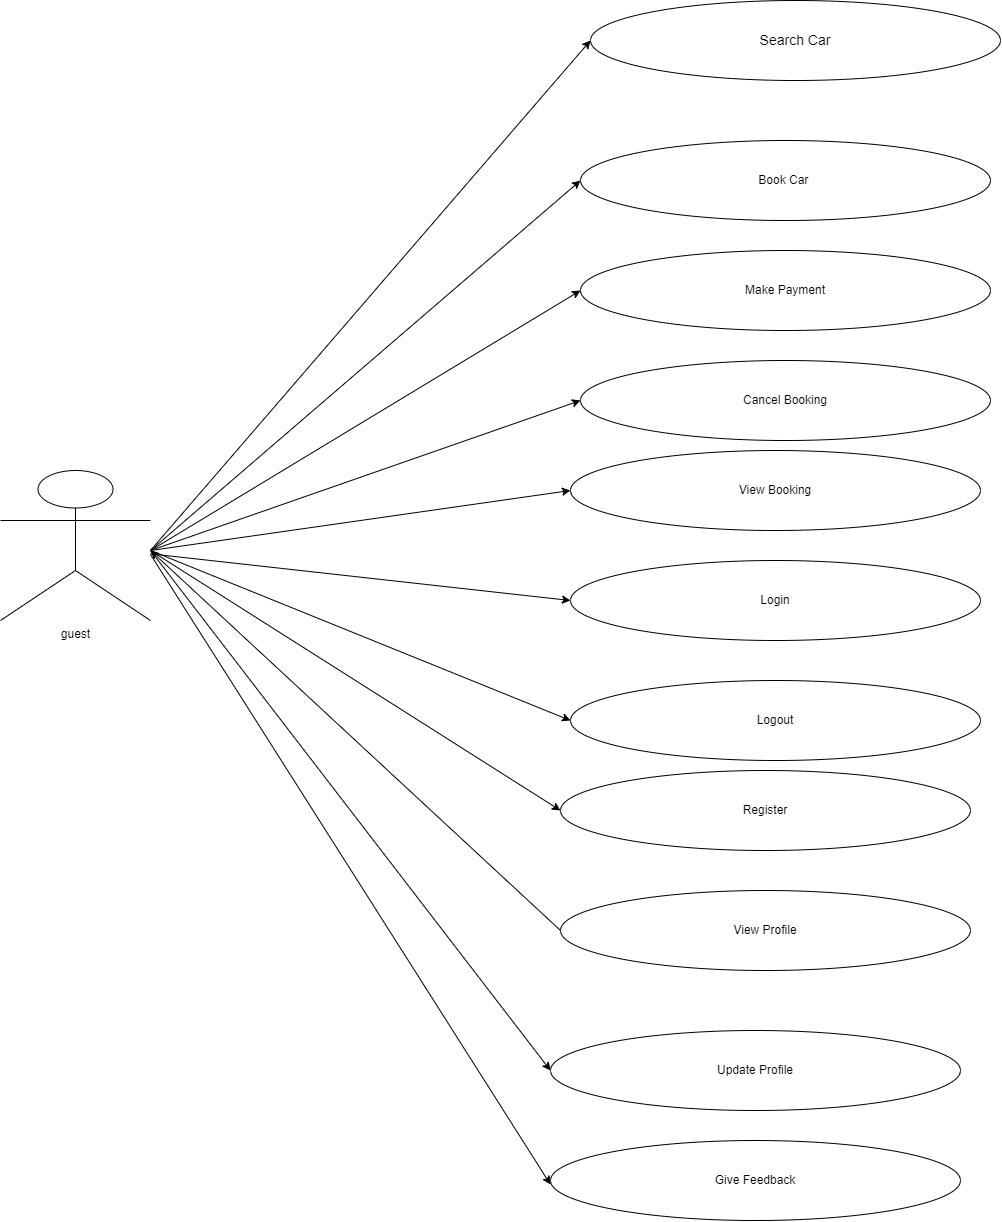 Search Car
Book Car
Make Payment
Cancel Booking
View Booking
Login
guest
Logout
Register
View Profile
Update Profile
Give Feedback